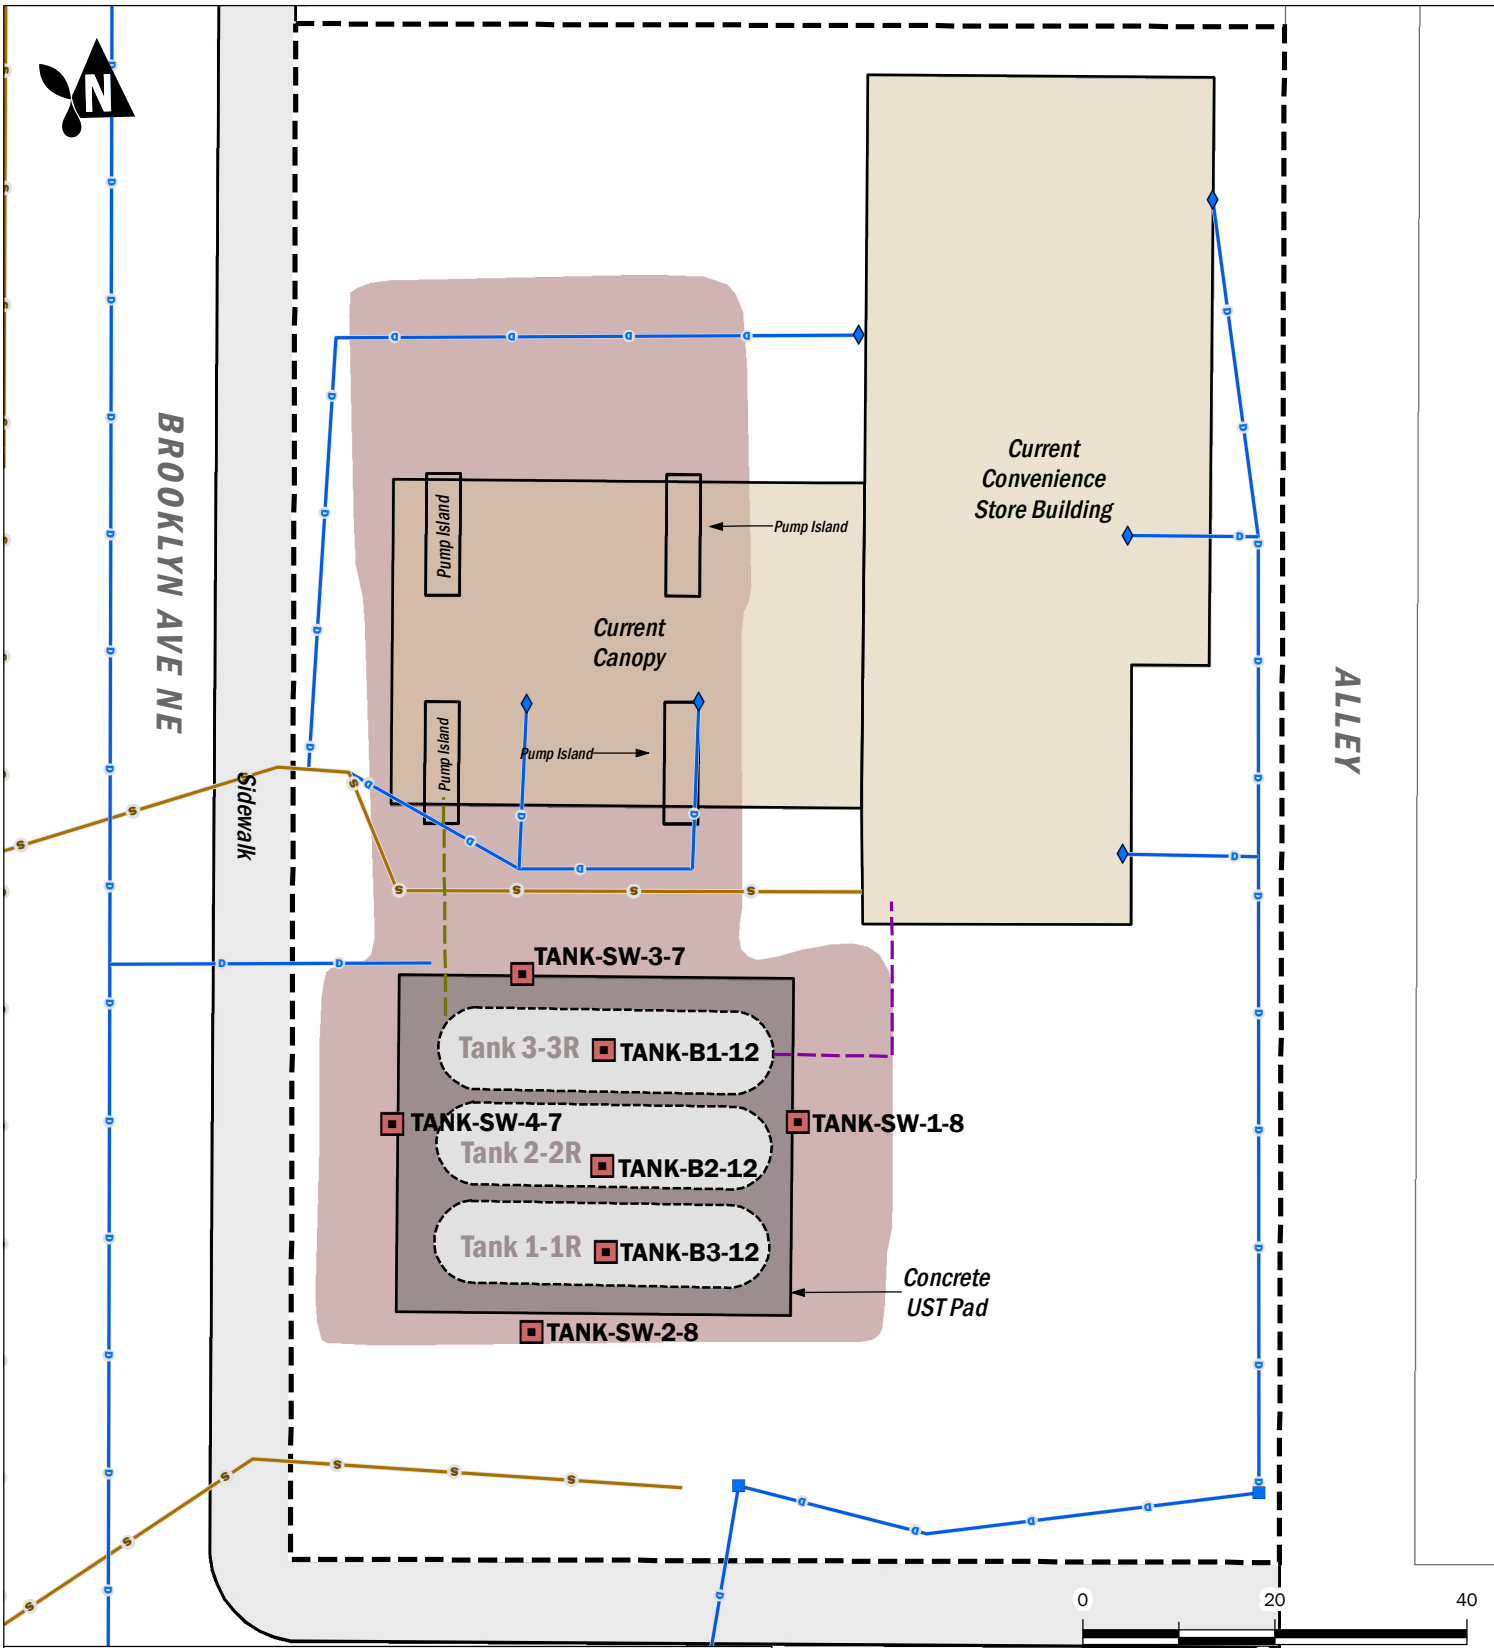 N
BROOKLYN AVE NE
Sidewalk
ALLEY
Current
Convenience
Store Building
Pump Island
Pump Island
Current
Canopy
Pump Island
Pump Island
TANK-SW-3-7
Tank 3-3R
TANK-B1-12
TANK-SW-4-7
TANK-SW-1-8
Tank 2-2R
TANK-B2-12
Tank 1-1R
TANK-B3-12
Concrete
UST Pad
TANK-SW-2-8
0 20 40